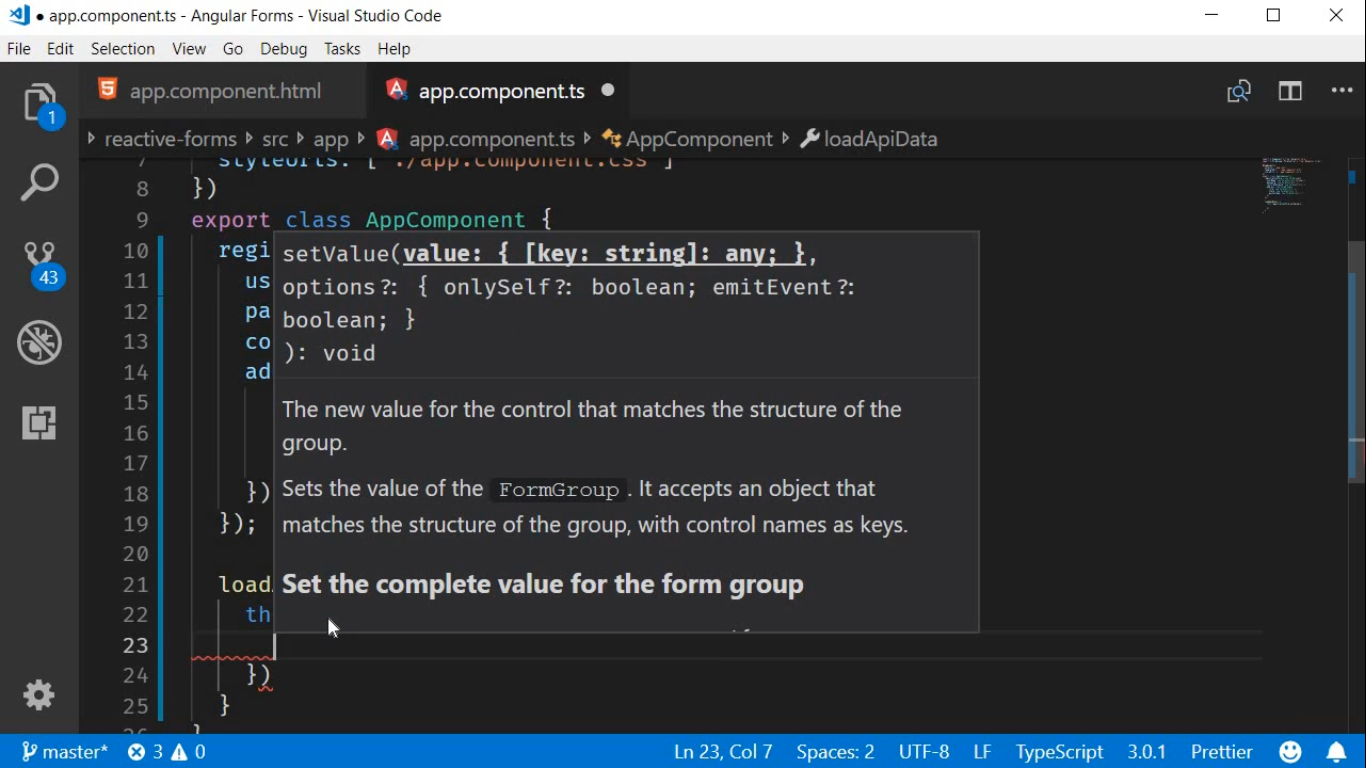 app.component.ts - Angular Forms - Visual Studio Code
File Edit Selection View Go Debug Tasks Help
app.component.html app.component.ts
reactive-forms src app app.component.ts AppComponent loadApiData
7 styleUrls: [ './app.component.css' ]
8 })
9 export class AppComponent {
10 regi
11 us
12 pa
13 co
14 ad
15
16
17
18 })
19 });
20
21 load
22 th
23
24 })
25 }
setValue(value: { [key: string]: any; },
options?: { onlySelf?: boolean; emitEvent?:
boolean; }
): void
The new value for the control that matches the structure of the
group.
Sets the value of the FormGroup . It accepts an object that
matches the structure of the group, with control names as keys.
Set the complete value for the form group
1
43
master* 3 0 Ln 23, Col 7 Spaces: 2 UTF-8 LF TypeScript 3.0.1 Prettier